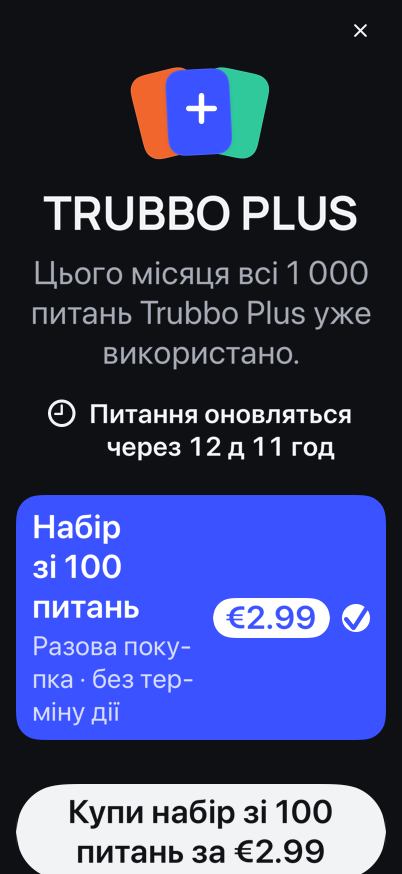 TRUBBO PLUS
Цього місяця всі 1 000
питань Trubbo Plus уже
використано.
Питання оновляться
через 12 д 11 год
Набір
зі 100
питань
€2.99
Разова поку-
пка · без тер-
міну дії
Купи набір зі 100
питань за €2.99